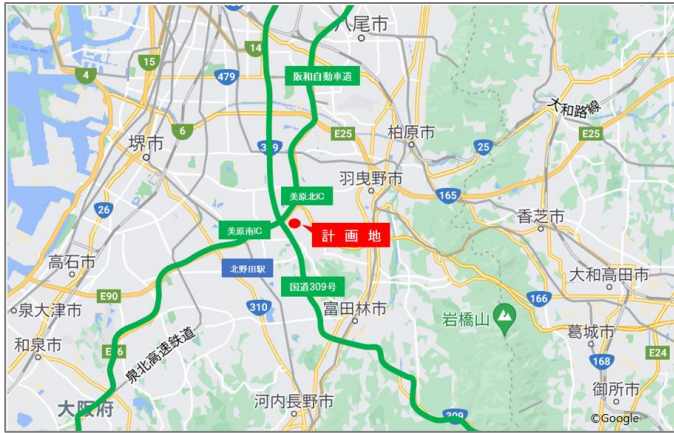 八尾市
14
15
4
479
阪和自動車道
6
大和路線
E25
E25
堺市
柏原市
25
羽曳野市
美原北IC
165
26
香芝市
美原南IC
計画地
高石市
北野田駅
大和高田市
国道309号
E90
166
310
富田林市
岩橋山
泉大津市
葛城市
和泉市
泉北高速鉄道
E24
168
大阪府
御所市
河内長野市
309
©Google